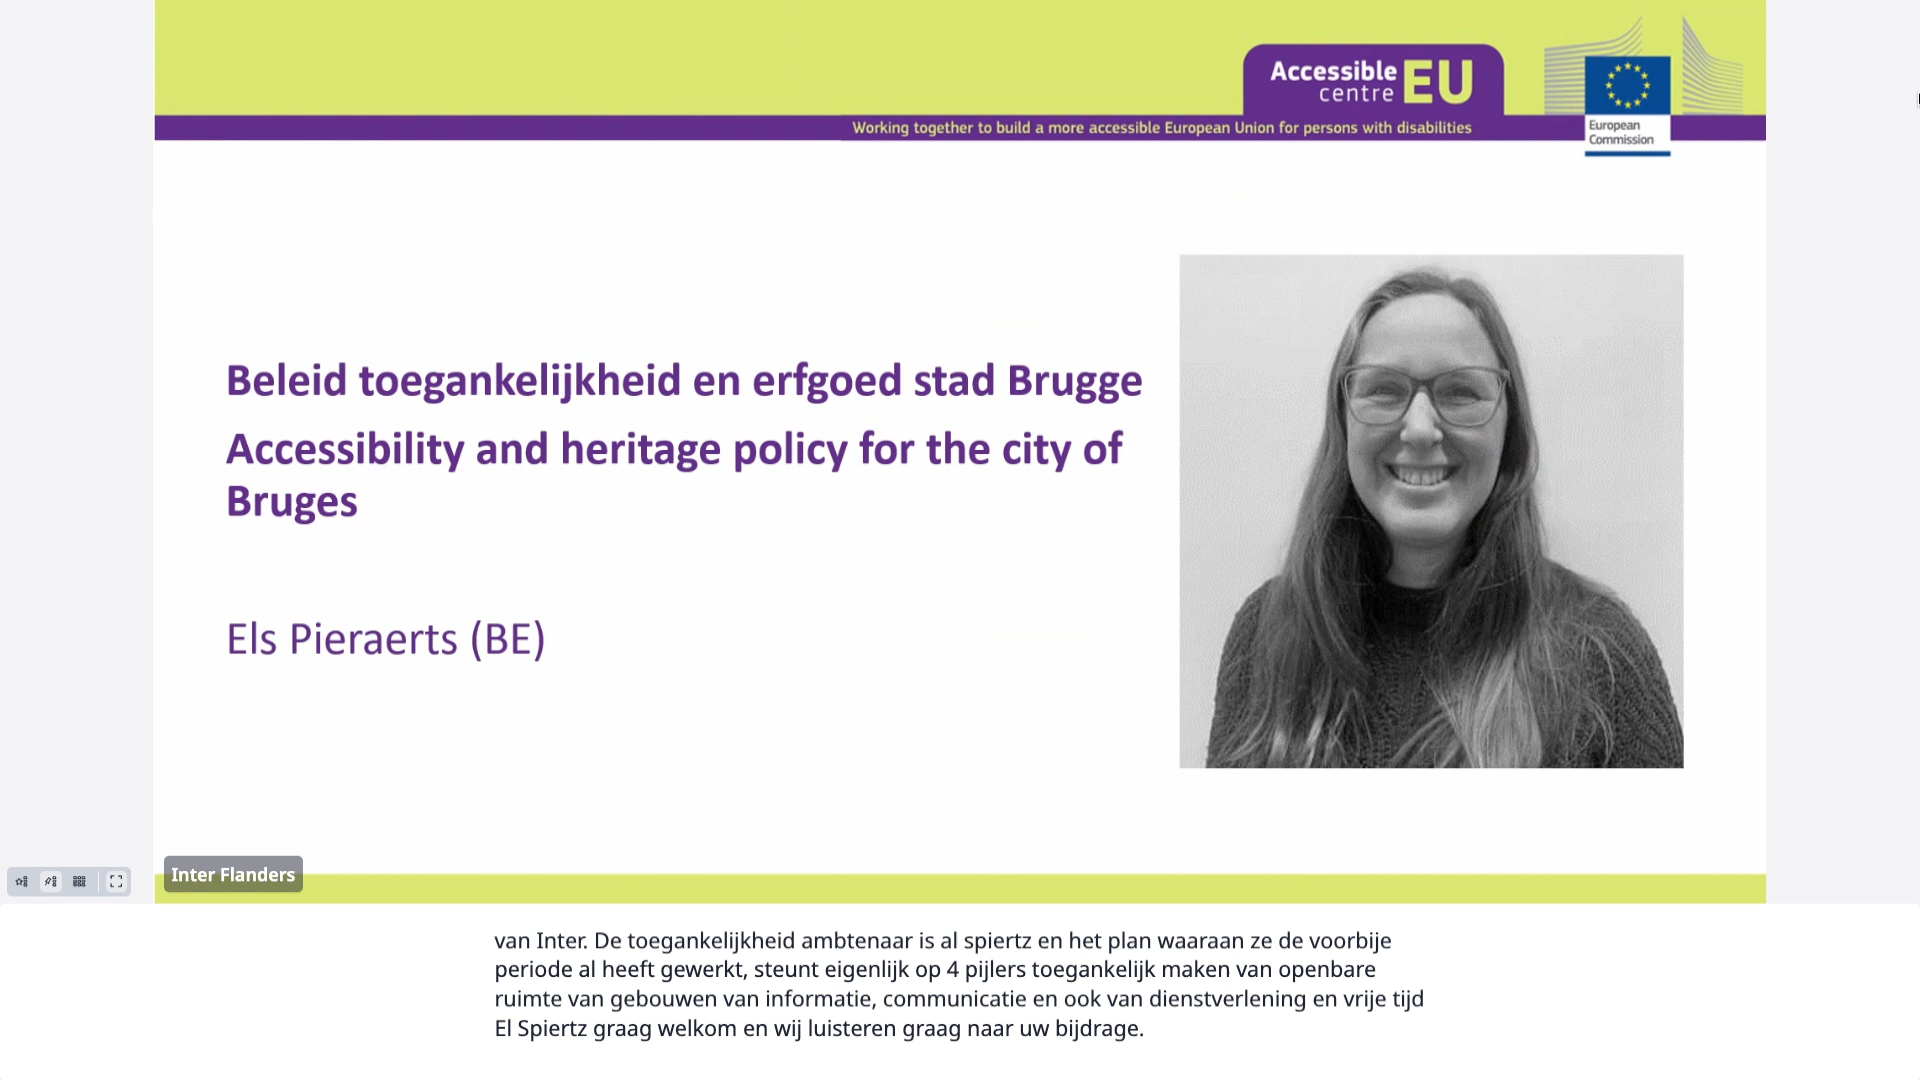 Accessible
centre EU
Working together to build a more accessible European Union for persons with disabilities
European
Commission
Beleid toegankelijkheid en erfgoed stad Brugge
Accessibility and heritage policy for the city of
Bruges
Els Pieraerts (BE)
Inter Flanders
van Inter. De toegankelijkheid ambtenaar is al spiertz en het plan waaraan ze de voorbije
periode al heeft gewerkt, steunt eigenlijk op 4 pijlers toegankelijk maken van openbare
ruimte van gebouwen van informatie, communicatie en ook van dienstverlening en vrije tijd
El Spiertz graag welkom en wij luisteren graag naar uw bijdrage.